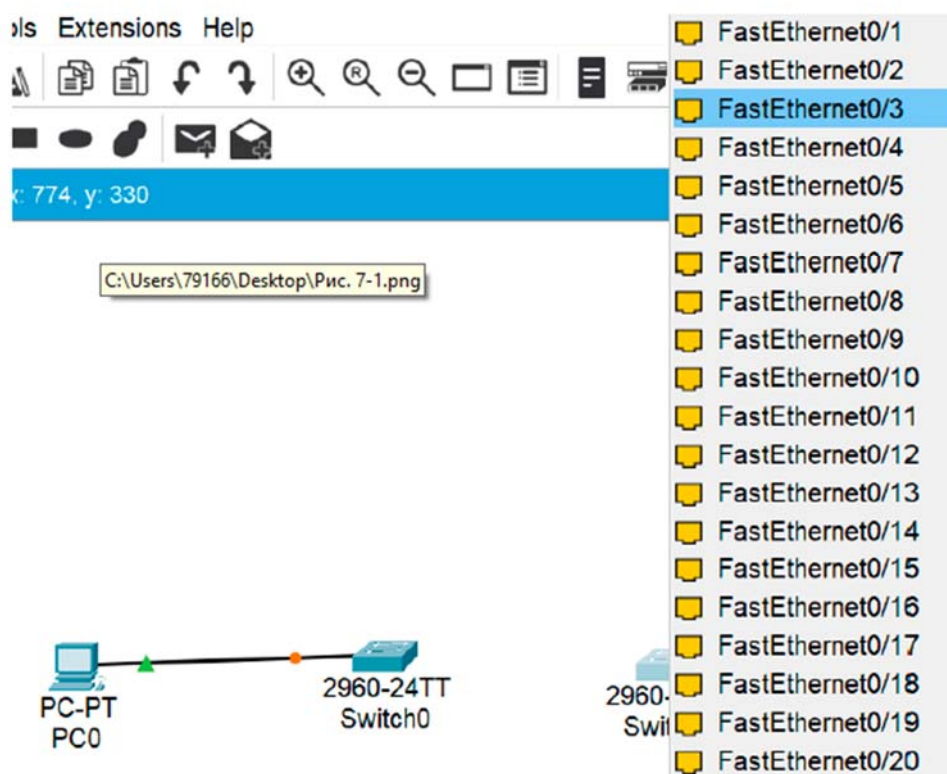 Extensions Help
x: 774, y: 330
C:\Users\79166\Desktop\Рис. 7-1.png
PC-PT
PC0
2960-24TT
Switch0
2960-
FastEthernet0/1
FastEthernet0/2
FastEthernet0/3
FastEthernet0/4
FastEthernet0/5
FastEthernet0/6
FastEthernet0/7
FastEthernet0/8
FastEthernet0/9
FastEthernet0/10
FastEthernet0/11
FastEthernet0/12
FastEthernet0/13
FastEthernet0/14
FastEthernet0/15
FastEthernet0/16
FastEthernet0/17
FastEthernet0/18
FastEthernet0/19
FastEthernet0/20